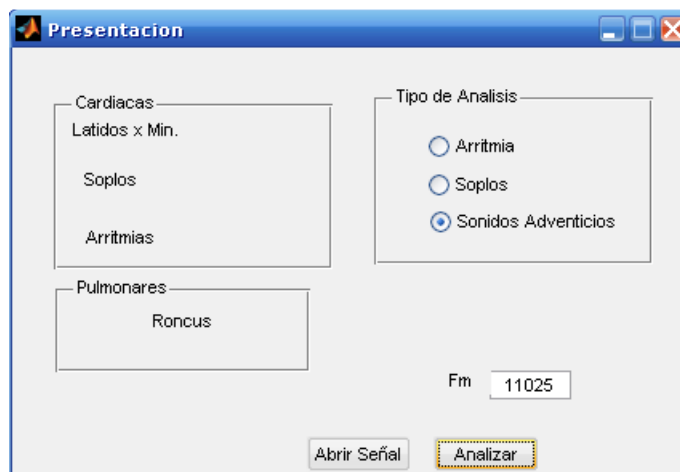 Presentacion
Cardiacas
Latidos x Min.
Soplos
Arritmias
Tipo de Analisis
Arritmia
Soplos
Sonidos Adventicios
Pulmonares
Roncus
Fm 11025
Abrir Señal Analizar